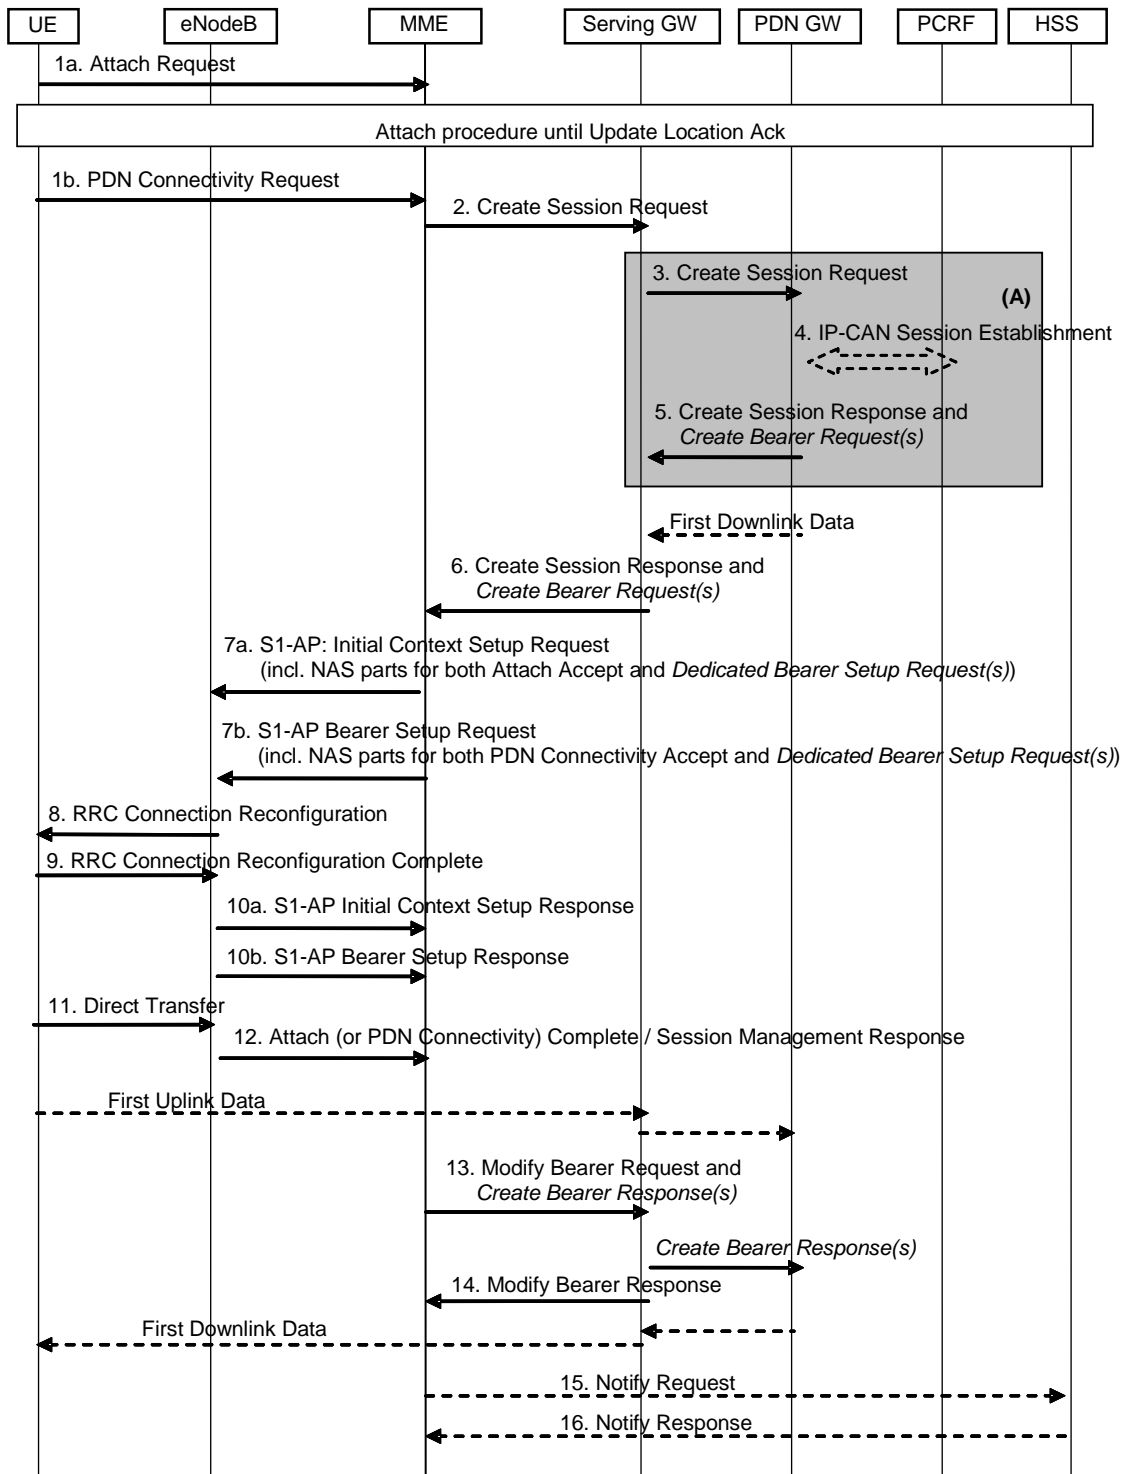 UE eNodeB MME Serving GW PDN GW PCRF HSS
1a. Attach Request
Attach procedure until Update Location Ack
1b. PDN Connectivity Request
2. Create Session Request
3. Create Session Request
(A)
4. IP-CAN Session Establishment
5. Create Session Response and
Create Bearer Request(s)
First Downlink Data
6. Create Session Response and
Create Bearer Request(s)
7a. S1-AP: Initial Context Setup Request
(incl. NAS parts for both Attach Accept and Dedicated Bearer Setup Request(s))
7b. S1-AP Bearer Setup Request
(incl. NAS parts for both PDN Connectivity Accept and Dedicated Bearer Setup Request(s))
8. RRC Connection Reconfiguration
9. RRC Connection Reconfiguration Complete
10a. S1-AP Initial Context Setup Response
10b. S1-AP Bearer Setup Response
11. Direct Transfer
12. Attach (or PDN Connectivity) Complete / Session Management Response
First Uplink Data
13. Modify Bearer Request and
Create Bearer Response(s)
Create Bearer Response(s)
14. Modify Bearer Response
First Downlink Data
15. Notify Request
16. Notify Response